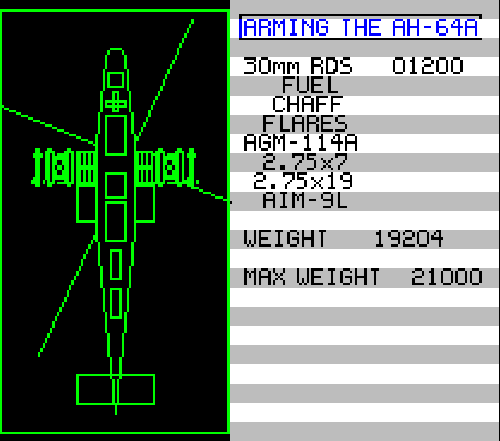 ARMING THE AH-64A
30mm RDS 01200
FUEL
CHAFF
FLARES
AGM-114A
2.75x7
2.75x19
AIM-9L
WEIGHT 19204
MAX WEIGHT 21000